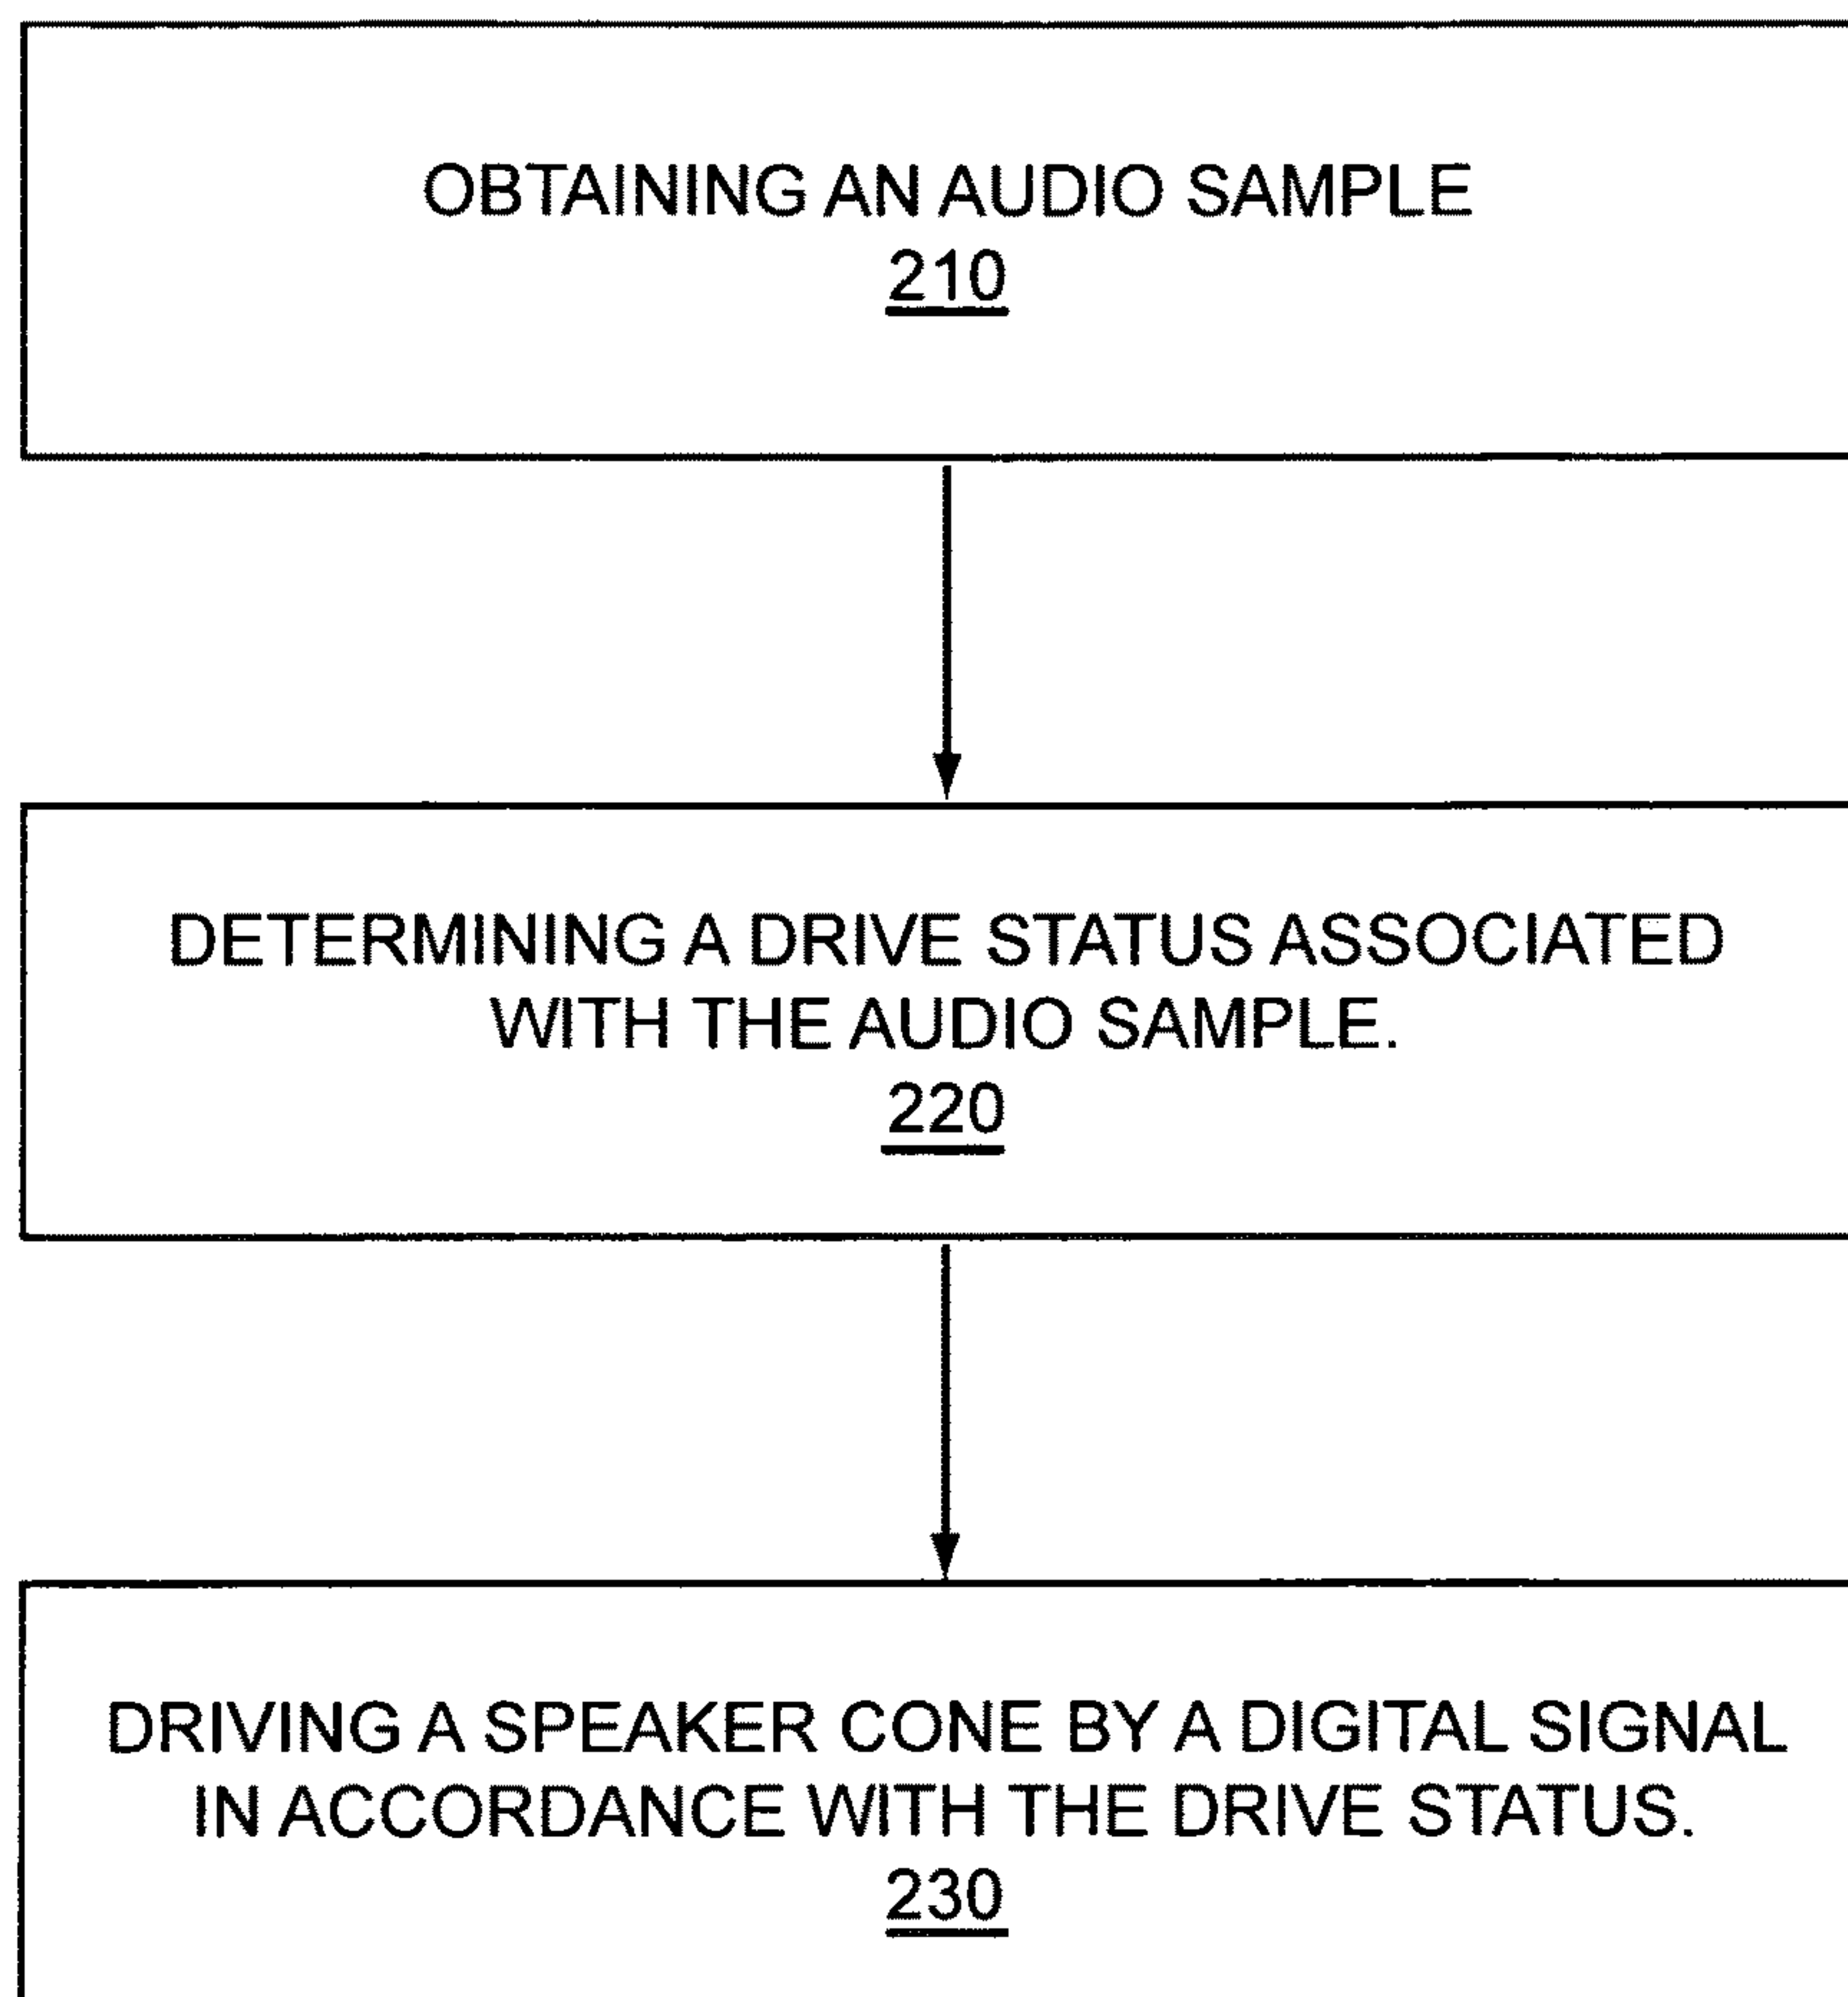 OBTAINING AN AUDIO SAMPLE
210
DETERMINING A DRIVE STATUS ASSOCIATED
WITH THE AUDIO SAMPLE.
220
DRIVING A SPEAKER CONE BY A DIGITAL SIGNAL
IN ACCORDANCE WITH THE DRIVE STATUS.
230